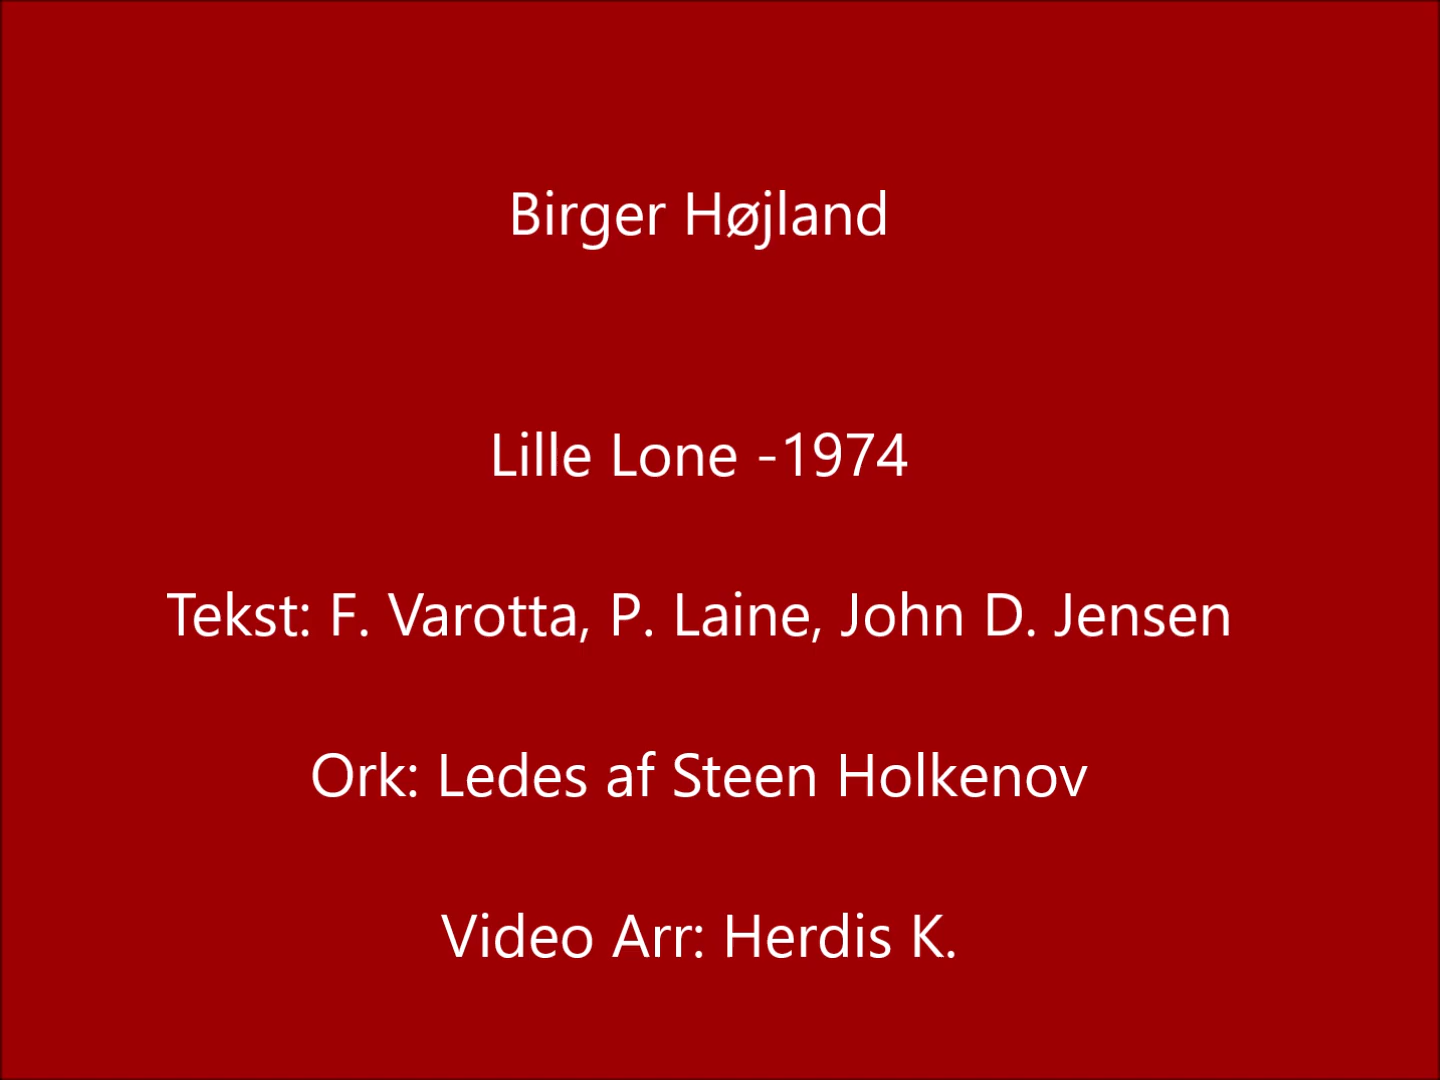 Birger Højland
Lille Lone -1974
Tekst: F. Varotta, P. Laine, John D. Jensen
Ork: Ledes af Steen Holkenov
Video Arr: Herdis K.